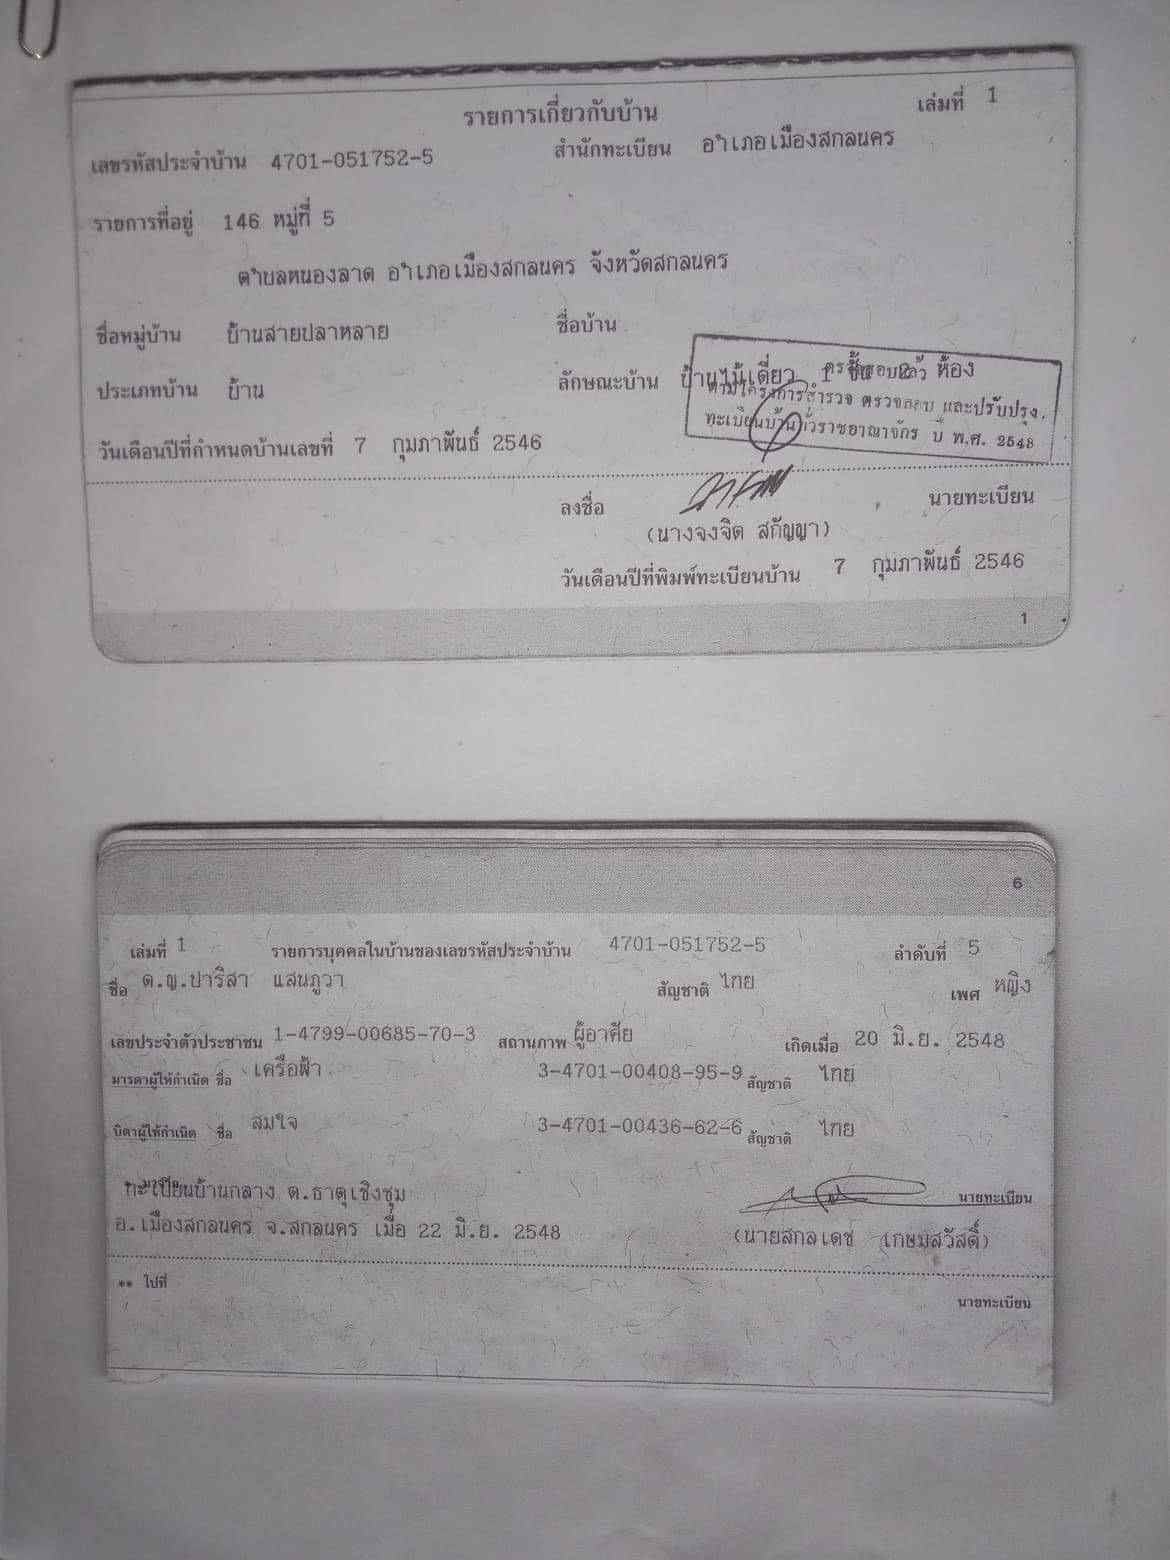 รายการเกี่ยวกับบ้าน เล่มที่ 1
เลขรหัสประจำบ้าน 4701-051752-5 สำนักทะเบียน อำเภอเมืองสกลนคร
รายการที่อยู่ 146 หมู่ที่ 5
ตำบลหนองลาด อำเภอเมืองสกลนคร จังหวัดสกลนคร
ชื่อหมู่บ้าน บ้านสายปลาหลาย ชื่อบ้าน
ประเภทบ้าน บ้าน ลักษณะบ้าน บ้านไม้เดี่ยว 1 ชั้น 2 ห้อง
ตรวจสอบแล้ว
ตามโครงการสำรวจ ตรวจสอบ และปรับปรุง
ทะเบียนบ้านทั่วราชอาณาจักร ปี พ.ศ. 2548
วันเดือนปีที่กำหนดบ้านเลขที่ 7 กุมภาพันธ์ 2546
ลงชื่อ นายทะเบียน
(นางจงจิต สกัญญา)
วันเดือนปีที่พิมพ์ทะเบียนบ้าน 7 กุมภาพันธ์ 2546
1
6
เล่มที่ 1 รายการบุคคลในบ้านของเลขรหัสประจำบ้าน 4701-051752-5 ลำดับที่ 5
ชื่อ ด.ญ.ปาริสา แสนภูวา สัญชาติ ไทย เพศ หญิง
เลขประจำตัวประชาชน 1-4799-00685-70-3 สถานภาพ ผู้อาศัย เกิดเมื่อ 20 มิ.ย. 2548
มารดาผู้ให้กำเนิด ชื่อ เครือฟ้า 3-4701-00408-95-9 สัญชาติ ไทย
บิดาผู้ให้กำเนิด ชื่อ สมใจ 3-4701-00436-62-6 สัญชาติ ไทย
ทะเบียนบ้านกลาง ต.ธาตุเชิงชุม นายทะเบียน
อ.เมืองสกลนคร จ.สกลนคร เมื่อ 22 มิ.ย. 2548 (นายสกลเดช เกษมสวัสดิ์)
** ไปที่
นายทะเบียน